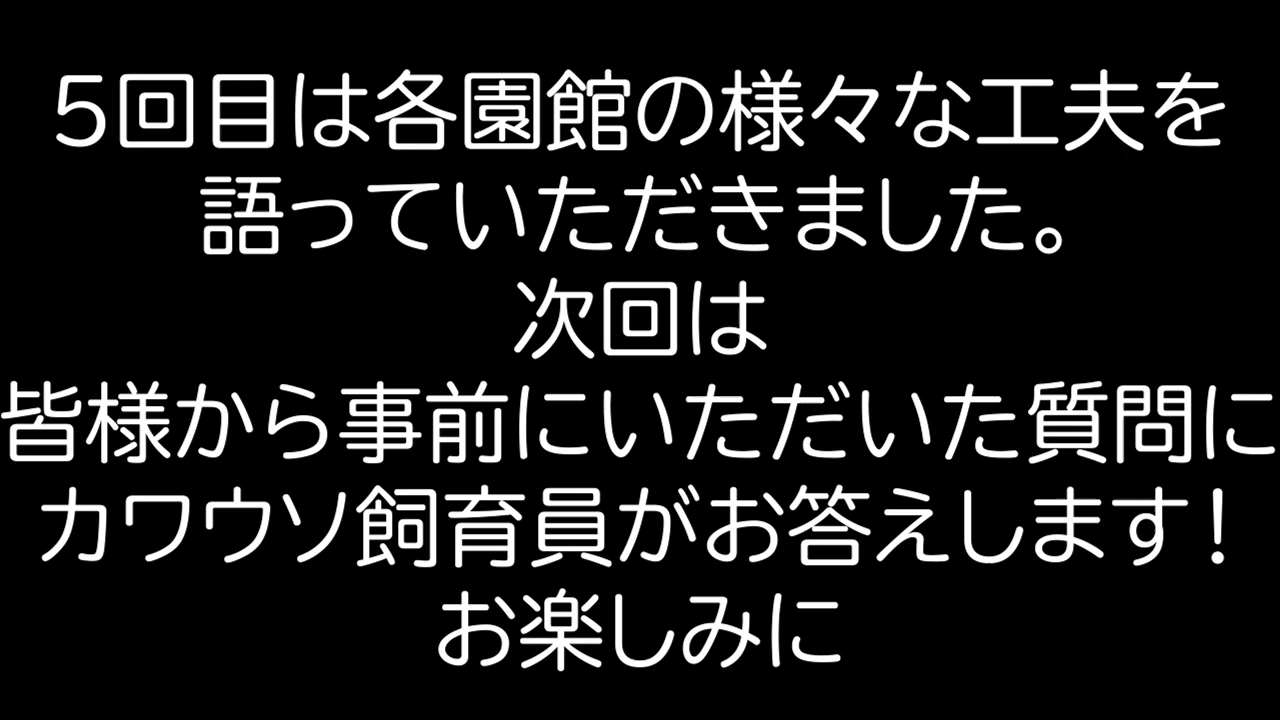 5回目は各園館の様々な工夫を
語っていただきました。
次回は
皆様から事前にいただいた質問に
カワウソ飼育員がお答えします！
お楽しみに